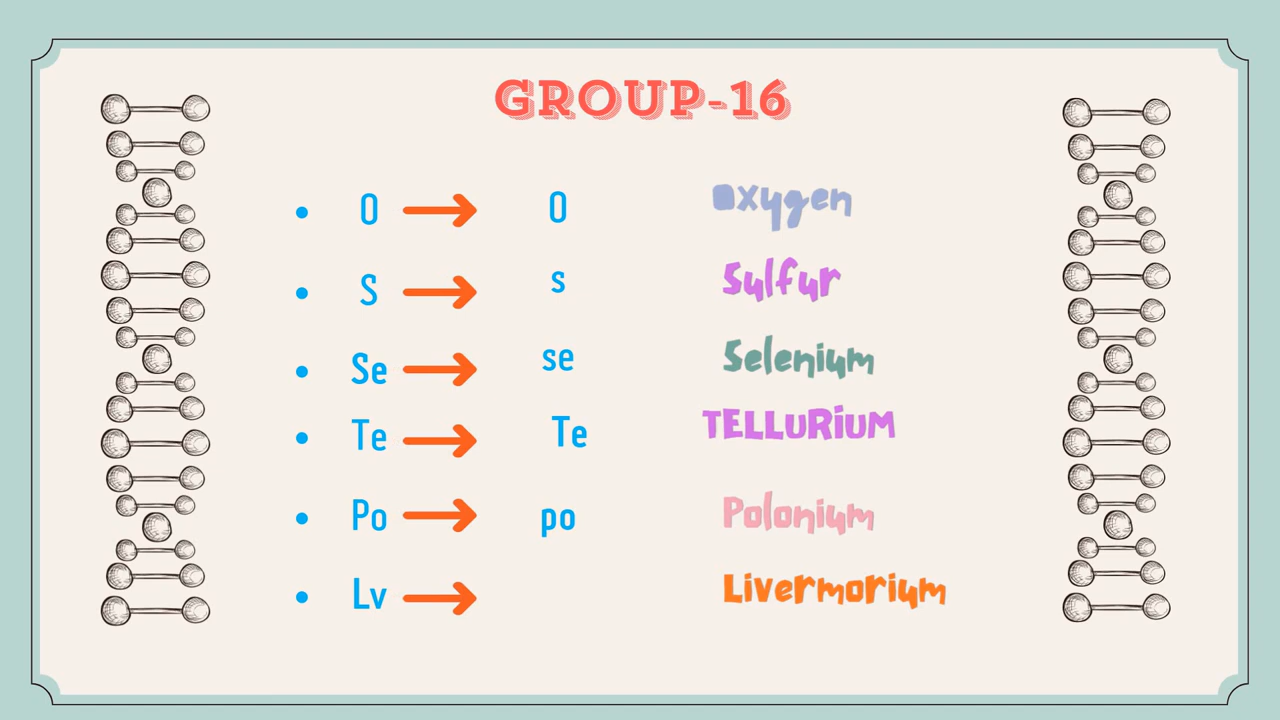 GROUP-16
• O → O Oxygen
• S → s Sulfur
• Se → se Selenium
• Te → Te TELLURiUM
• Po → po Polonium
• Lv → Livermorium